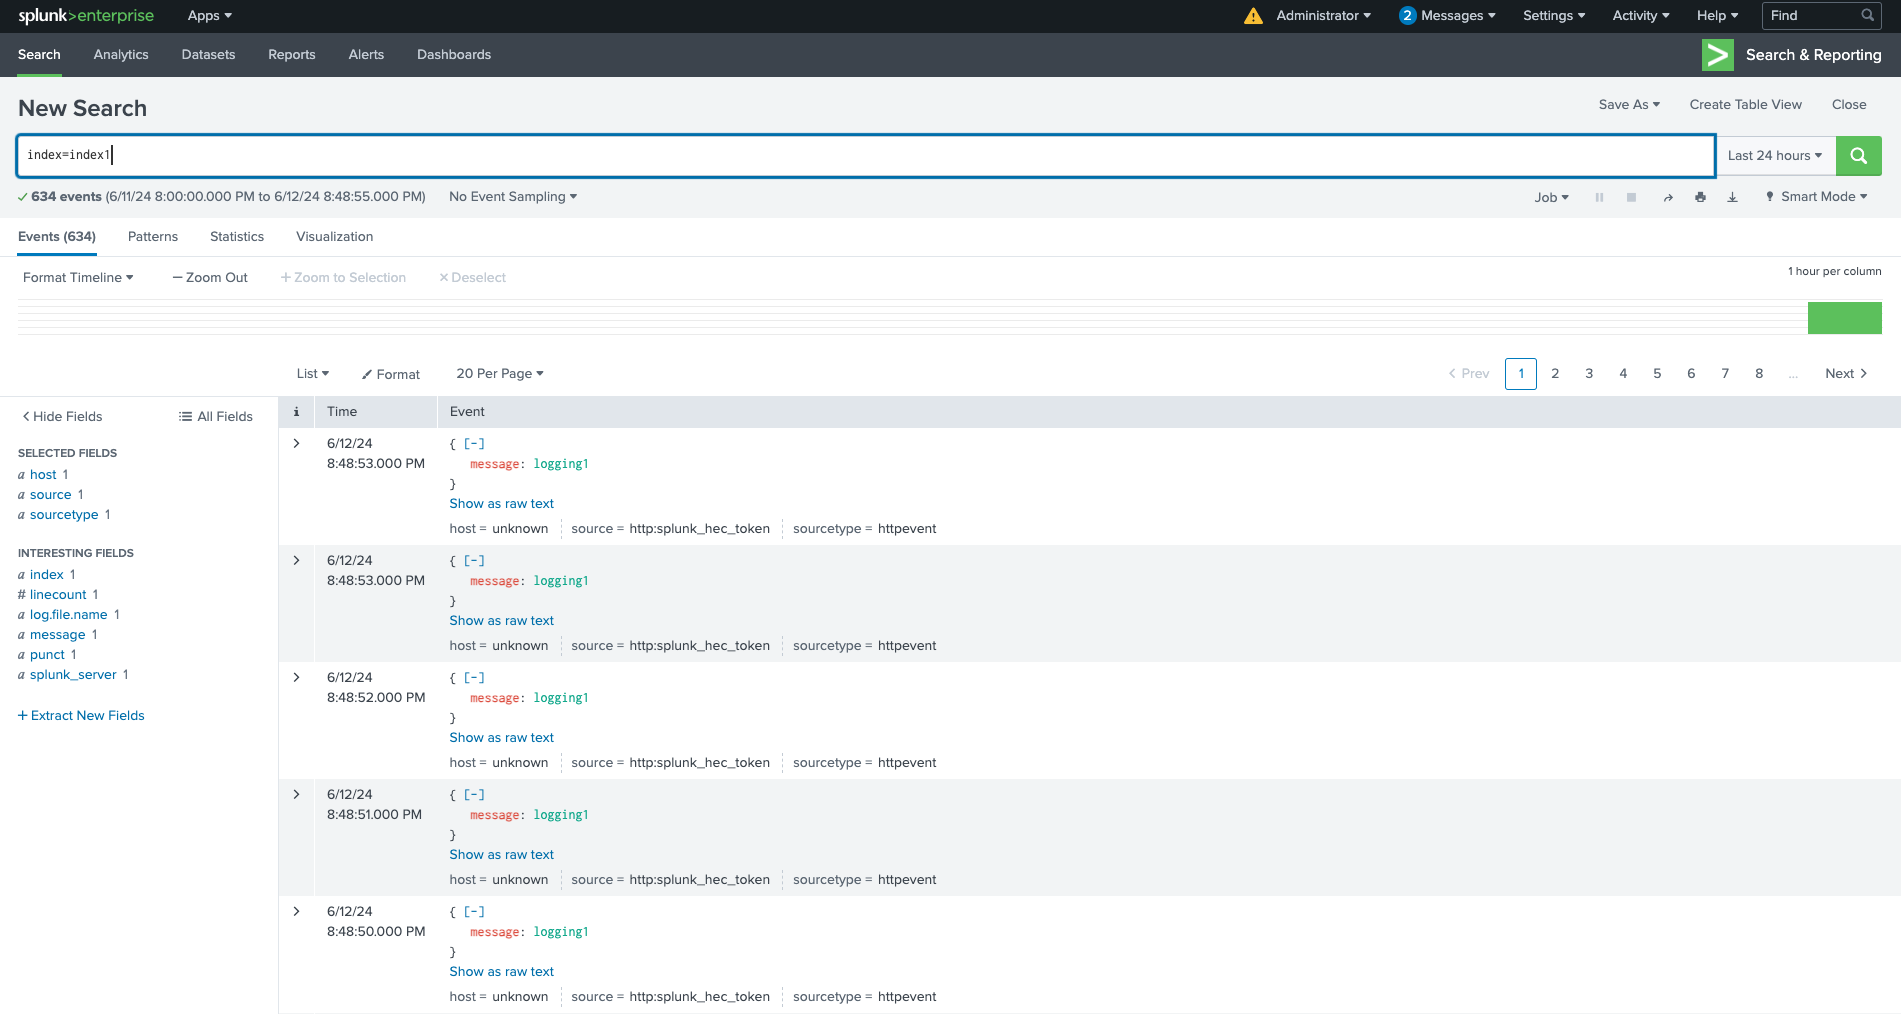 splunk>enterprise Apps Administrator 2 Messages Settings Activity Help Find
Search Analytics Datasets Reports Alerts Dashboards Search & Reporting
New Search Save As Create Table View Close
index=index1 Last 24 hours
634 events (6/11/24 8:00:00.000 PM to 6/12/24 8:48:55.000 PM) No Event Sampling Job Smart Mode
Events (634) Patterns Statistics Visualization
Format Timeline — Zoom Out + Zoom to Selection × Deselect 1 hour per column
List Format 20 Per Page < Prev 1 2 3 4 5 6 7 8 ... Next >
< Hide Fields All Fields
SELECTED FIELDS
a host 1
a source 1
a sourcetype 1
INTERESTING FIELDS
a index 1
# linecount 1
a log.file.name 1
a message 1
a punct 1
a splunk_server 1
+ Extract New Fields
i Time Event
> 6/12/24 { [-]
8:48:53.000 PM message: logging1
}
Show as raw text
host = unknown source = http:splunk_hec_token sourcetype = httpevent
> 6/12/24 { [-]
8:48:53.000 PM message: logging1
}
Show as raw text
host = unknown source = http:splunk_hec_token sourcetype = httpevent
> 6/12/24 { [-]
8:48:52.000 PM message: logging1
}
Show as raw text
host = unknown source = http:splunk_hec_token sourcetype = httpevent
> 6/12/24 { [-]
8:48:51.000 PM message: logging1
}
Show as raw text
host = unknown source = http:splunk_hec_token sourcetype = httpevent
> 6/12/24 { [-]
8:48:50.000 PM message: logging1
}
Show as raw text
host = unknown source = http:splunk_hec_token sourcetype = httpevent